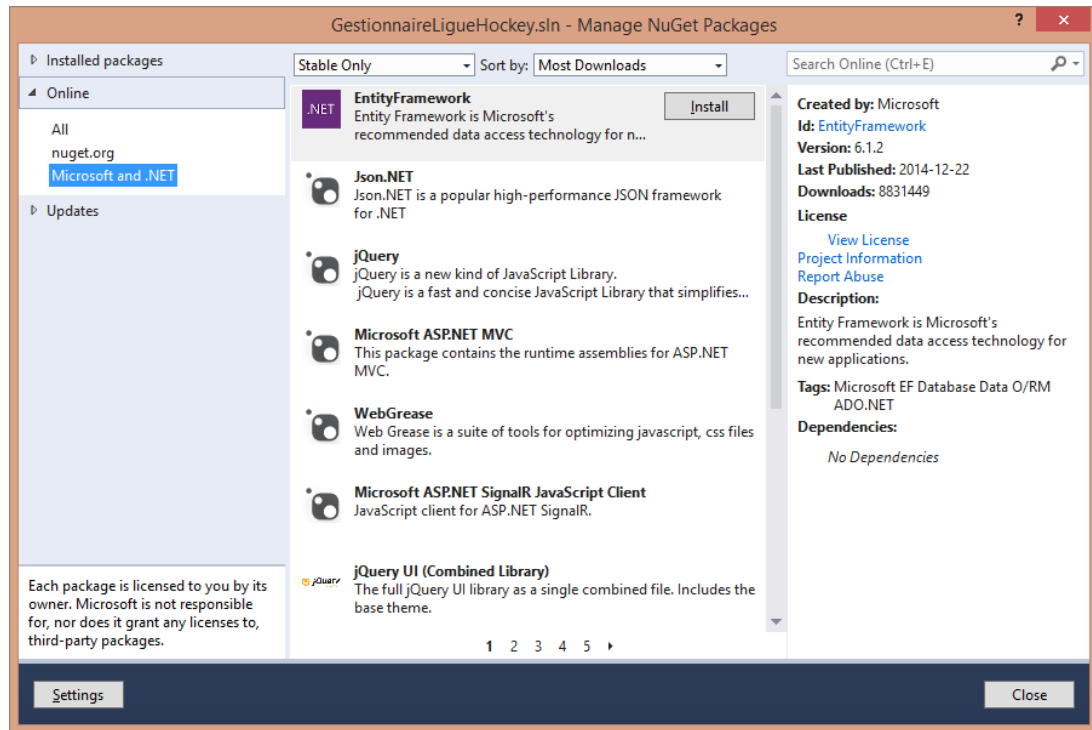 GestionnaireLigueHockey.sln - Manage NuGet Packages
?
×
Installed packages
Online
All
nuget.org
Microsoft and .NET
Updates
Each package is licensed to you by its
owner. Microsoft is not responsible
for, nor does it grant any licenses to,
third-party packages.
Stable Only
Sort by: Most Downloads
.NET
EntityFramework
Entity Framework is Microsoft's
recommended data access technology for n...
Install
Json.NET
Json.NET is a popular high-performance JSON framework
for .NET
jQuery
jQuery is a new kind of JavaScript Library.
jQuery is a fast and concise JavaScript Library that simplifies...
Microsoft ASP.NET MVC
This package contains the runtime assemblies for ASP.NET
MVC.
WebGrease
Web Grease is a suite of tools for optimizing javascript, css files
and images.
Microsoft ASP.NET SignalR JavaScript Client
JavaScript client for ASP.NET SignalR.
jQuery
jQuery UI (Combined Library)
The full jQuery UI library as a single combined file. Includes the
base theme.
1 2 3 4 5
Search Online (Ctrl+E)
Created by: Microsoft
Id: EntityFramework
Version: 6.1.2
Last Published: 2014-12-22
Downloads: 8831449
License
View License
Project Information
Report Abuse
Description:
Entity Framework is Microsoft's
recommended data access technology for
new applications.
Tags: Microsoft EF Database Data O/RM
ADO.NET
Dependencies:
No Dependencies
Settings
Close